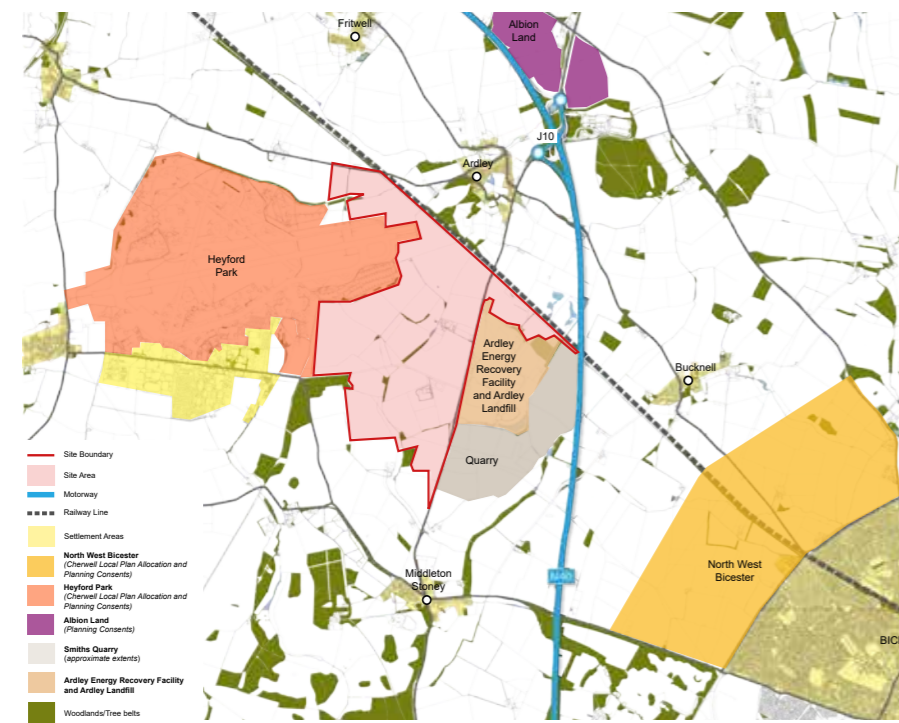 Fritwell
Albion
Land
J10
Ardley
Heyford
Park
Ardley
Energy
Recovery
Facility
and Ardley
Landfill
Bucknell
Quarry
North West
Bicester
Middleton
Stoney
M40
BIC
Site Boundary
Site Area
Motorway
Railway Line
Settlement Areas
North West Bicester
(Cherwell Local Plan Allocation and
Planning Consents)
Heyford Park
(Cherwell Local Plan Allocation and
Planning Consents)
Albion Land
(Planning Consents)
Smiths Quarry
(approximate extents)
Ardley Energy Recovery Facility
and Ardley Landfill
Woodlands/Tree belts